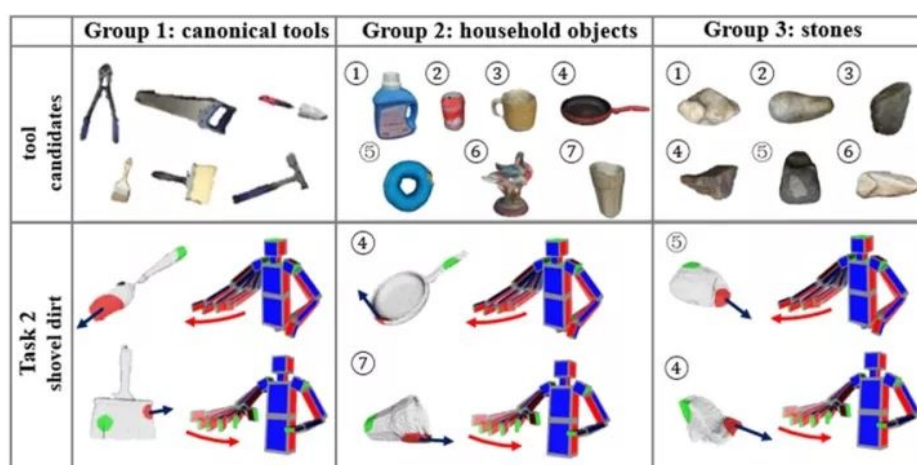 Group 1: canonical tools
Group 2: household objects
Group 3: stones
tool
candidates
①
②
③
④
⑤
⑥
⑦
①
②
③
④
⑤
⑥
Task 2
shovel dirt
④
⑤
⑦
④